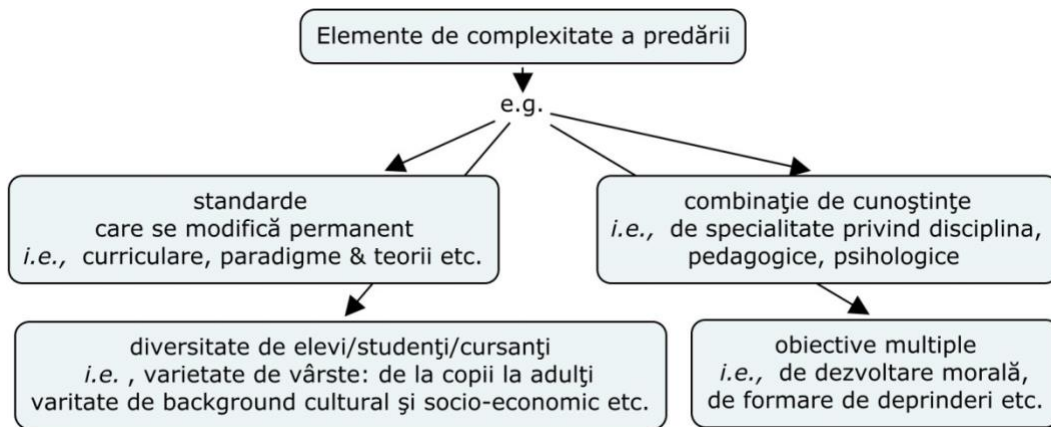 Elemente de complexitate a predării
e.g.
standarde
care se modifică permanent
i.e., curriculare, paradigme & teorii etc.
combinaţie de cunoştinţe
i.e., de specialitate privind disciplina,
pedagogice, psihologice
diversitate de elevi/studenţi/cursanţi
i.e. , varietate de vârste: de la copii la adulţi
varitate de background cultural şi socio-economic etc.
obiective multiple
i.e., de dezvoltare morală,
de formare de deprinderi etc.